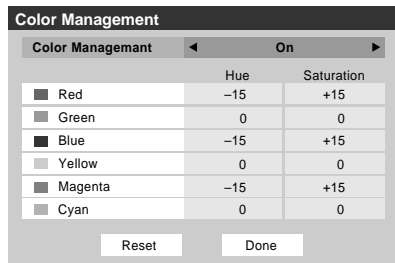 Color Management
Color Managemant ◀ On ▶
Hue Saturation
Red –15 +15
Green 0 0
Blue –15 +15
Yellow 0 0
Magenta –15 +15
Cyan 0 0
Reset Done